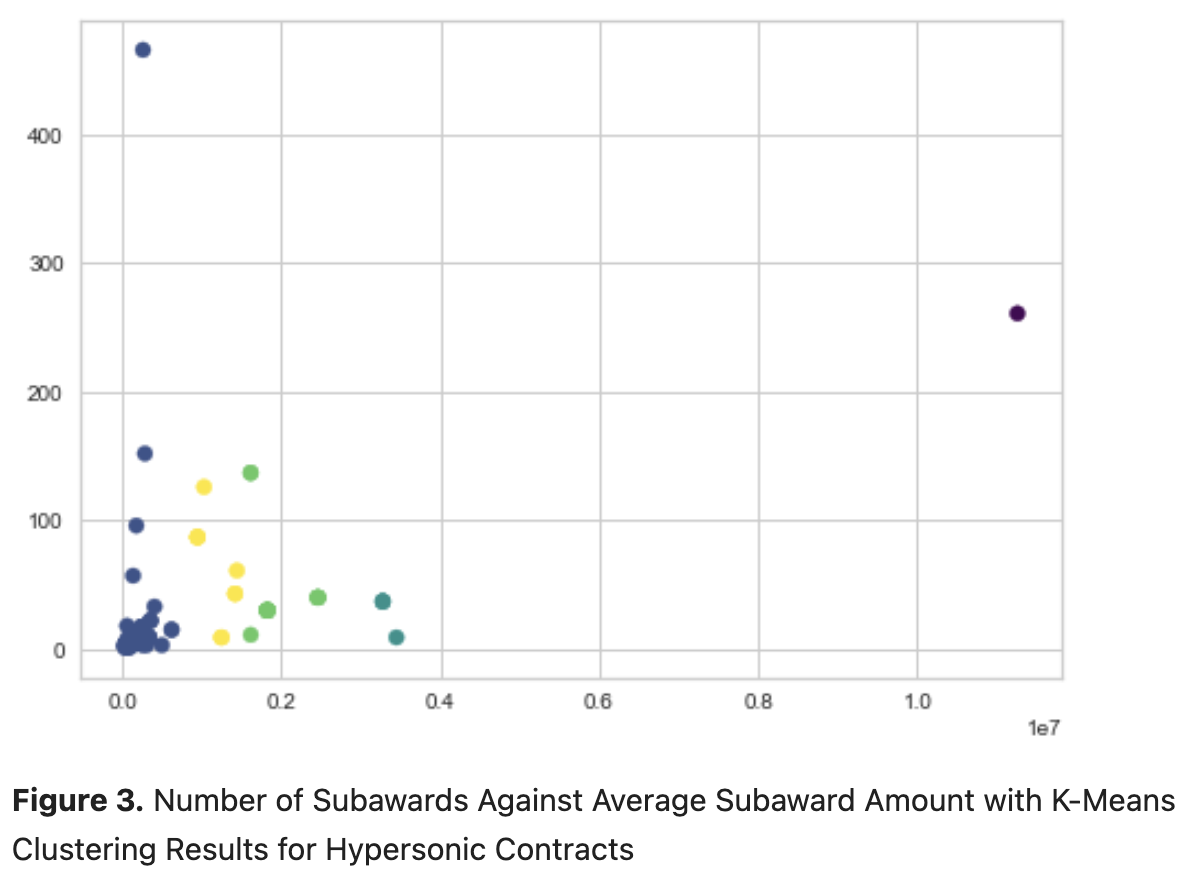 400
300
200
100
0
0.0 0.2 0.4 0.6 0.8 1.0
1e7
Figure 3. Number of Subawards Against Average Subaward Amount with K-Means
Clustering Results for Hypersonic Contracts